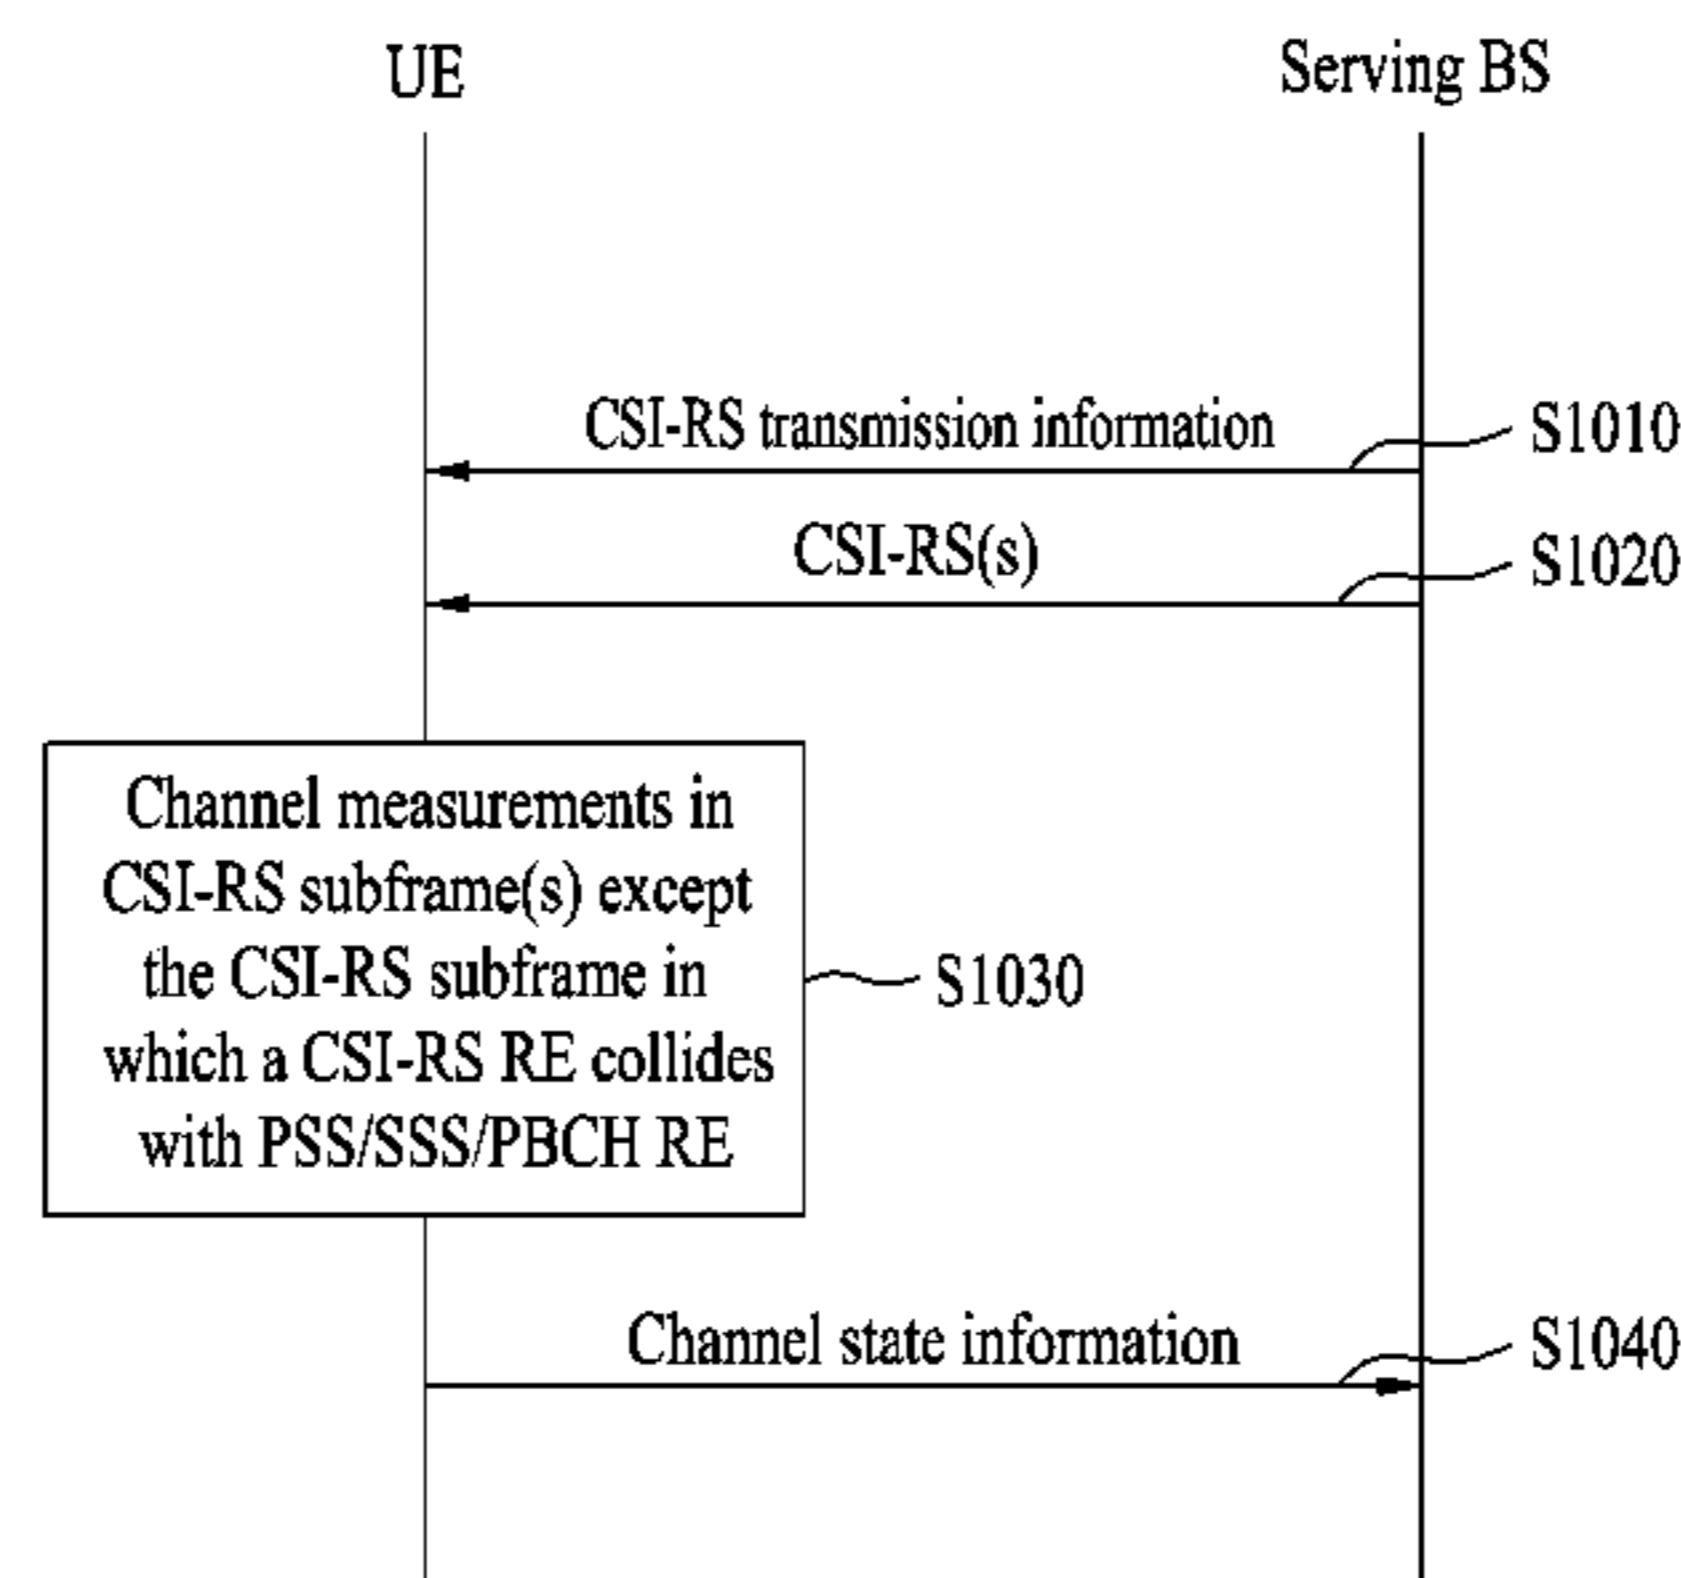 UE
Serving BS
CSI-RS transmission information
S1010
CSI-RS(s)
S1020
Channel measurements in
CSI-RS subframe(s) except
the CSI-RS subframe in
which a CSI-RS RE collides
with PSS/SSS/PBCH RE
S1030
Channel state information
S1040